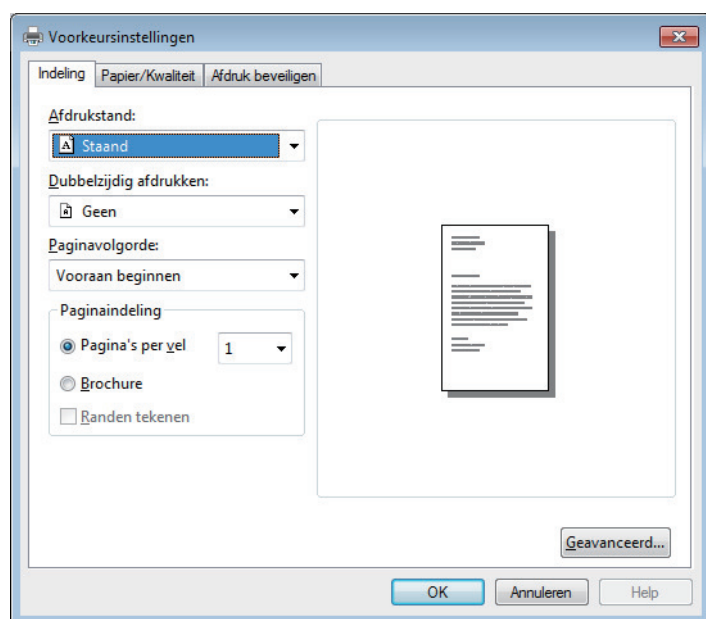 Voorkeursinstellingen
Indeling Papier/Kwaliteit Afdruk beveiligen
Afdrukstand:
A Staand
Dubbelzijdig afdrukken:
A Geen
Paginavolgorde:
Vooraan beginnen
Paginaindeling
Pagina's per vel 1
Brochure
Randen tekenen
Geavanceerd...
OK Annuleren Help